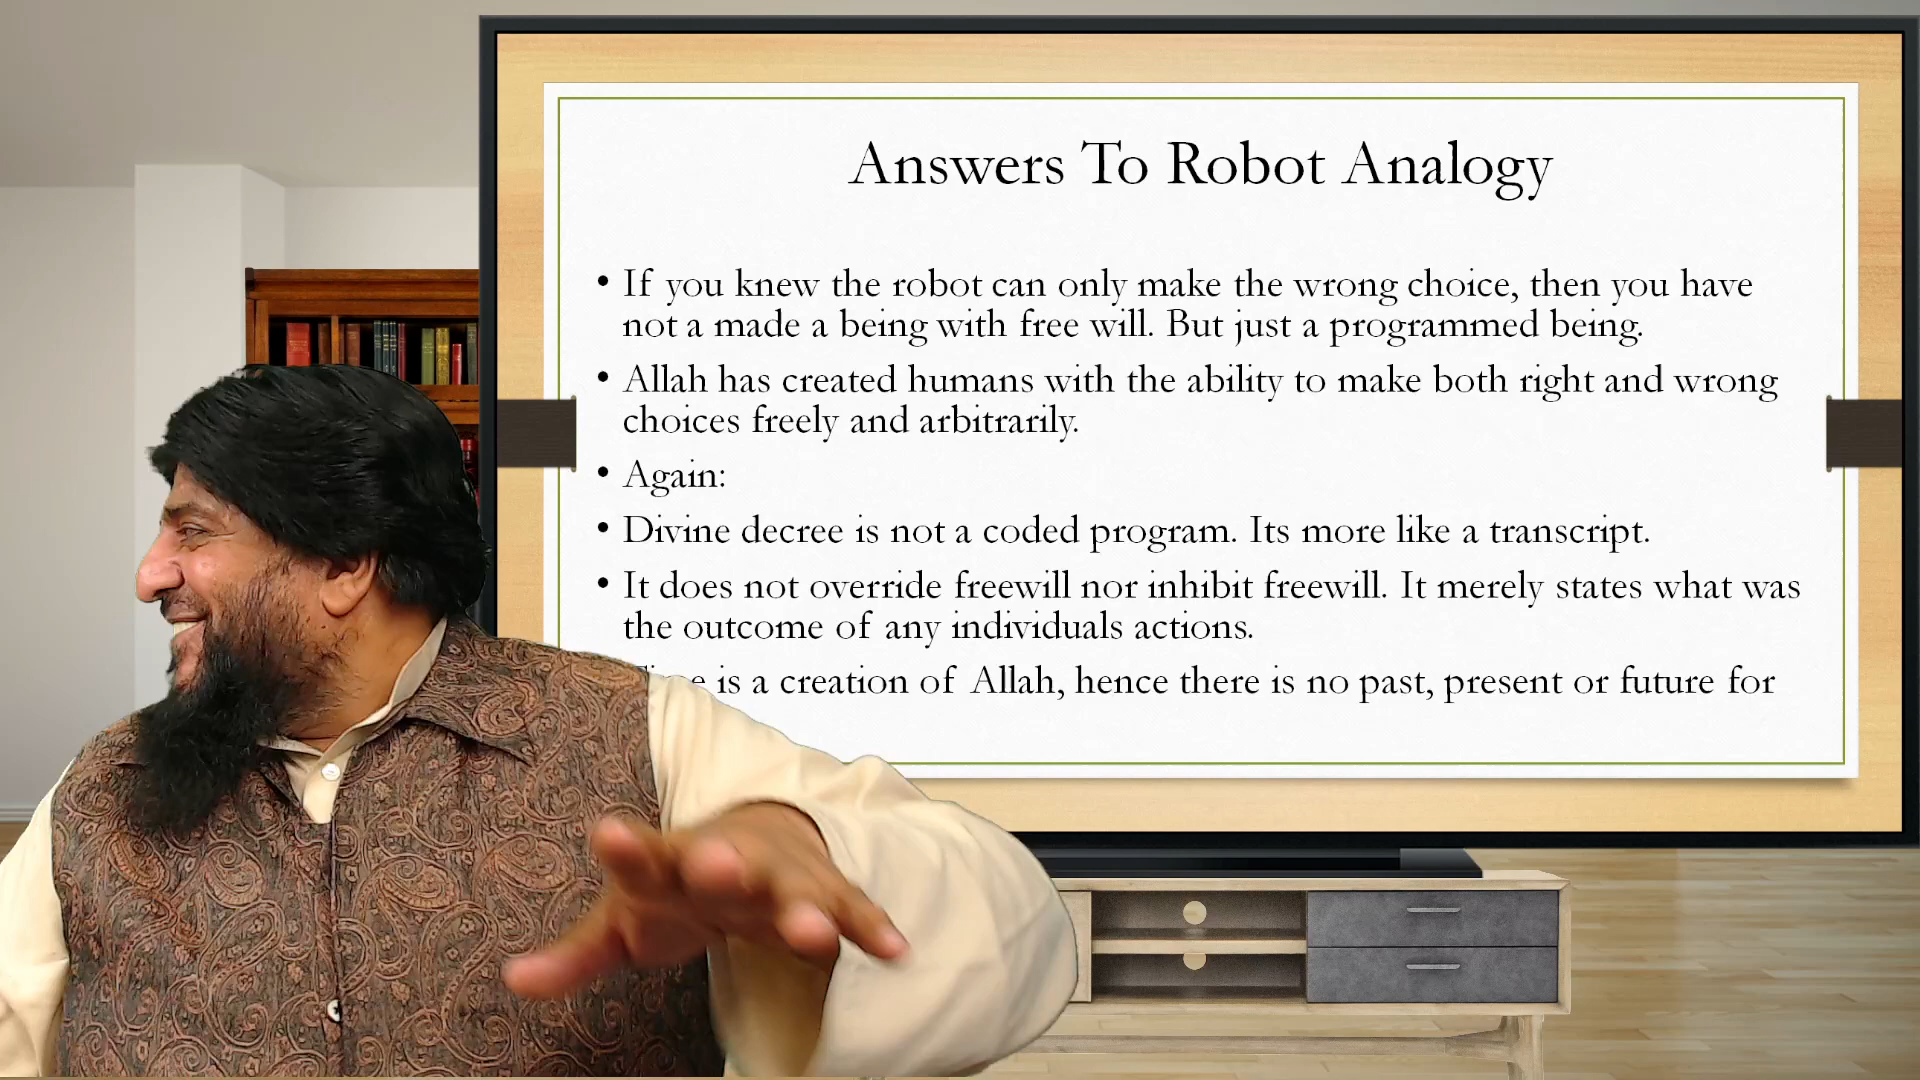 Answers To Robot Analogy
• If you knew the robot can only make the wrong choice, then you have
not a made a being with free will. But just a programmed being.
• Allah has created humans with the ability to make both right and wrong
choices freely and arbitrarily.
• Again:
• Divine decree is not a coded program. Its more like a transcript.
• It does not override freewill nor inhibit freewill. It merely states what was
the outcome of any individuals actions.
is a creation of Allah, hence there is no past, present or future for